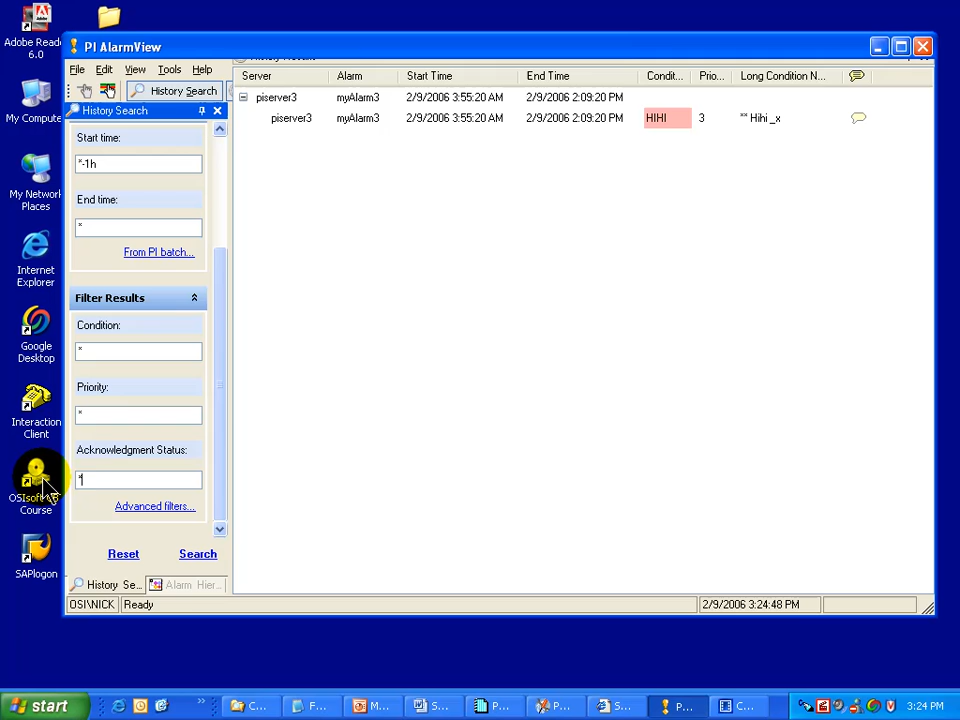 Adobe Read
6.0
My Compute
My Network
Places
Internet
Explorer
Google
Desktop
Interaction
Client
OSIsoft
Course
SAPlogon
PI AlarmView
File Edit View Tools Help
History Search
History Search
Start time:
*-1h
End time:
*
From PI batch...
Filter Results
Condition:
*
Priority:
*
Acknowledgment Status:
*
Advanced filters...
Reset Search
History Se... Alarm Hier...
Server Alarm Start Time End Time Condit... Prio... Long Condition N...
piserver3 myAlarm3 2/9/2006 3:55:20 AM 2/9/2006 2:09:20 PM
piserver3 myAlarm3 2/9/2006 3:55:20 AM 2/9/2006 2:09:20 PM HIHI 3 ** Hihi _x
OSI\NICK Ready 2/9/2006 3:24:48 PM
start C... F... M... S... P... P... S... P... C... 3:24 PM